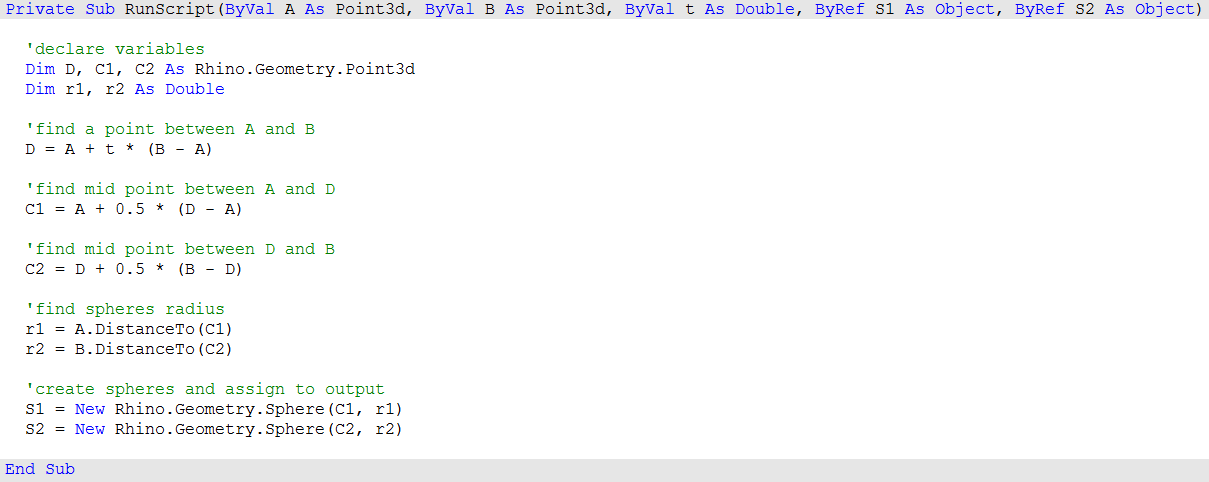 Private Sub RunScript(ByVal A As Point3d, ByVal B As Point3d, ByVal t As Double, ByRef S1 As Object, ByRef S2 As Object)
'declare variables
Dim D, C1, C2 As Rhino.Geometry.Point3d
Dim r1, r2 As Double
'find a point between A and B
D = A + t * (B - A)
'find mid point between A and D
C1 = A + 0.5 * (D - A)
'find mid point between D and B
C2 = D + 0.5 * (B - D)
'find spheres radius
r1 = A.DistanceTo(C1)
r2 = B.DistanceTo(C2)
'create spheres and assign to output
S1 = New Rhino.Geometry.Sphere(C1, r1)
S2 = New Rhino.Geometry.Sphere(C2, r2)
End Sub